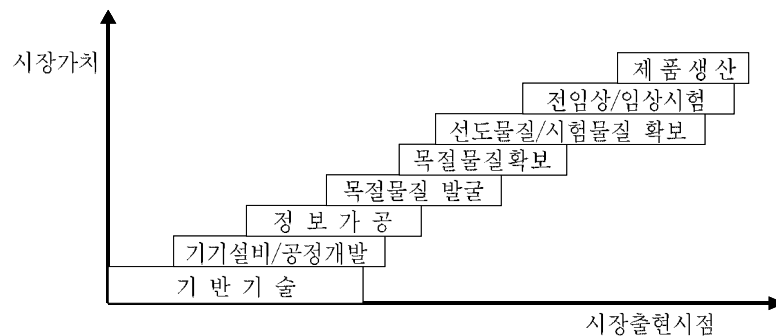 시장가치
제 품 생 산
전임상/임상시험
선도물질/시험물질 확보
목절물질확보
목절물질 발굴
정 보 가 공
기기설비/공정개발
기 반 기 술
시장출현시점